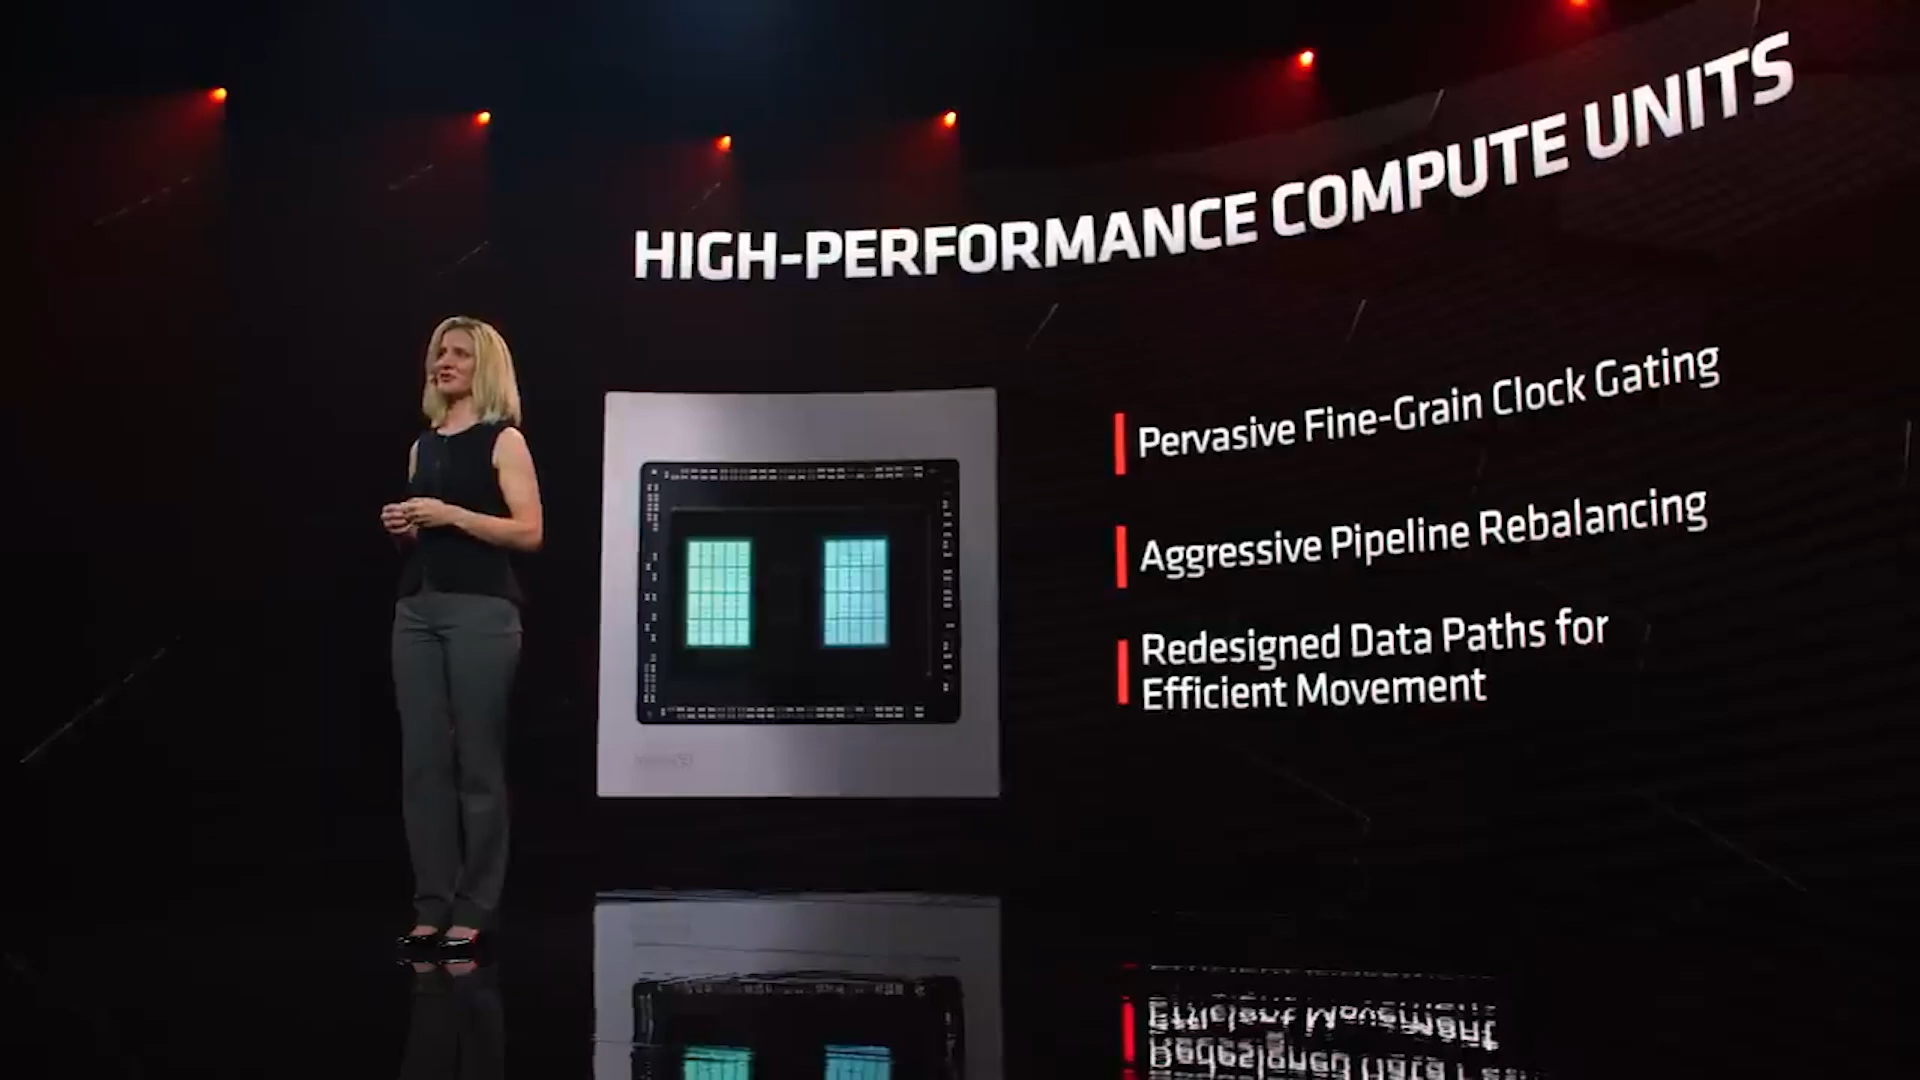 HIGH-PERFORMANCE COMPUTE UNITS
Pervasive Fine-Grain Clock Gating
Aggressive Pipeline Rebalancing
Redesigned Data Paths for
Efficient Movement